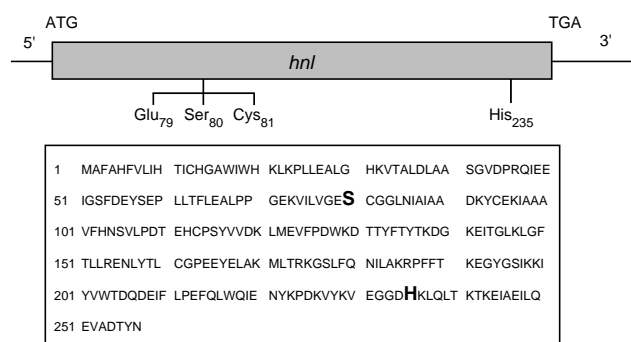 ATG TGA
5' hnl 3'
Glu79 Ser80 Cys81 His235
1 MAFAHFVLIH TICHGAWIWH KLKPLLEALG HKVTALDLAA SGVDPRQIEE
51 IGSFDEYSEP LLTFLEALPP GEKVILVGES CGGLNIAIAA DKYCEKIAAA
101 VFHNSVLPDT EHCPSYVVDK LMEVFPDWKD TTYFTYTKDG KEITGLKLGF
151 TLLRENLYTL CGPEEYELAK MLTRKGSLFQ NILAKRPFFT KEGYGSIKKI
201 YVWTDQDEIF LPEFQLWQIE NYKPDKVYKV EGGDHKLQLT KTKEIAEILQ
251 EVADTYN